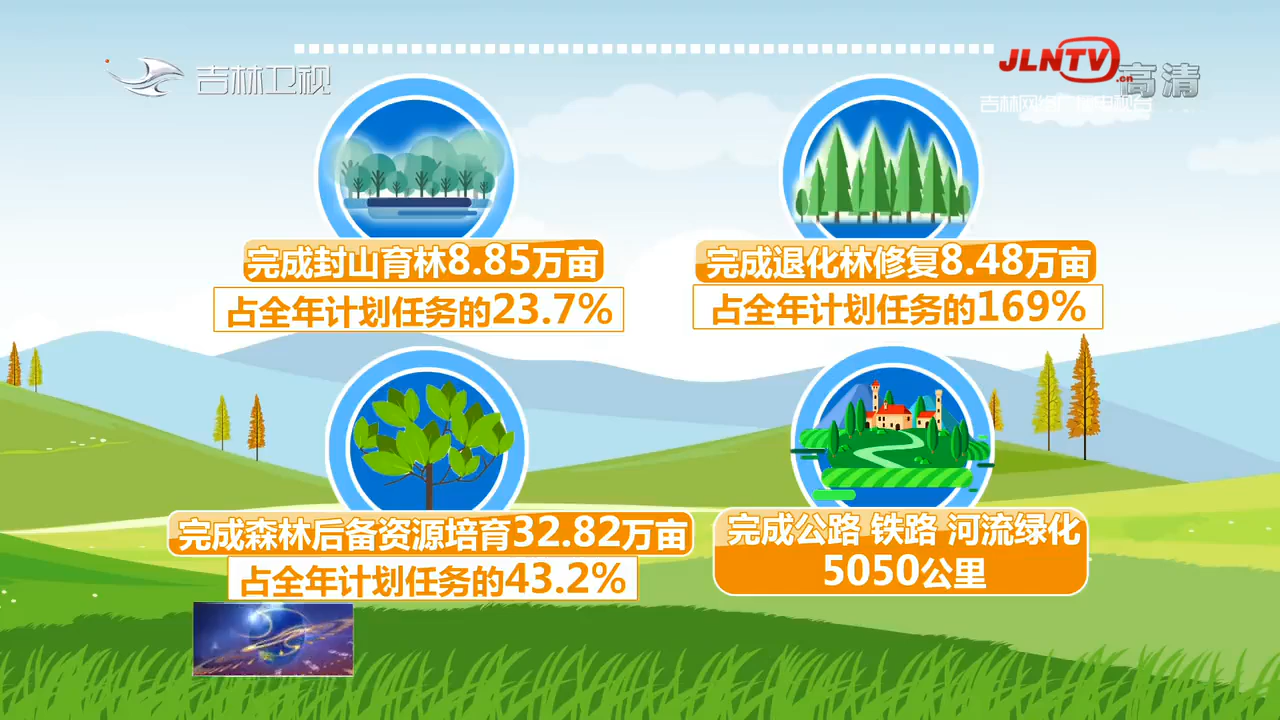 吉林卫视
JLNTV.cn
高清
完成封山育林8.85万亩
占全年计划任务的23.7%
完成退化林修复8.48万亩
占全年计划任务的169%
完成森林后备资源培育32.82万亩
占全年计划任务的43.2%
完成公路 铁路 河流绿化
5050公里